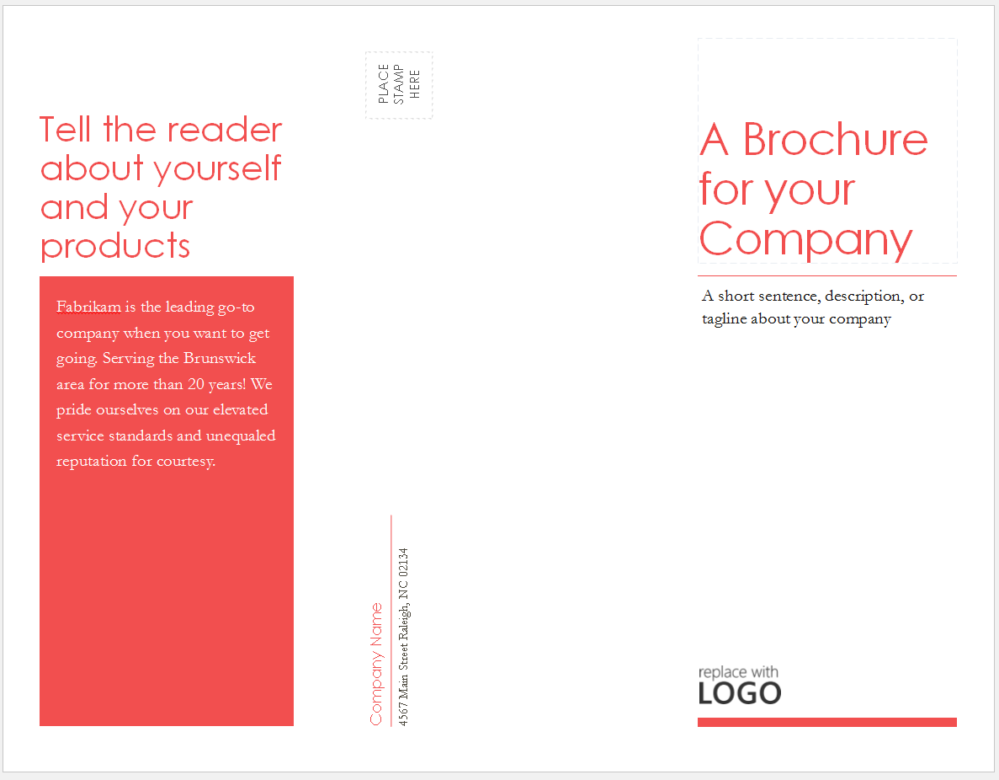 Tell the reader
about yourself
and your
products
Fabrikam is the leading go-to
company when you want to get
going. Serving the Brunswick
area for more than 20 years! We
pride ourselves on our elevated
service standards and unequaled
reputation for courtesy.
PLACE
STAMP
HERE
Company Name
4567 Main Street Raleigh, NC 02134
A Brochure
for your
Company
A short sentence, description, or
tagline about your company
replace with
LOGO